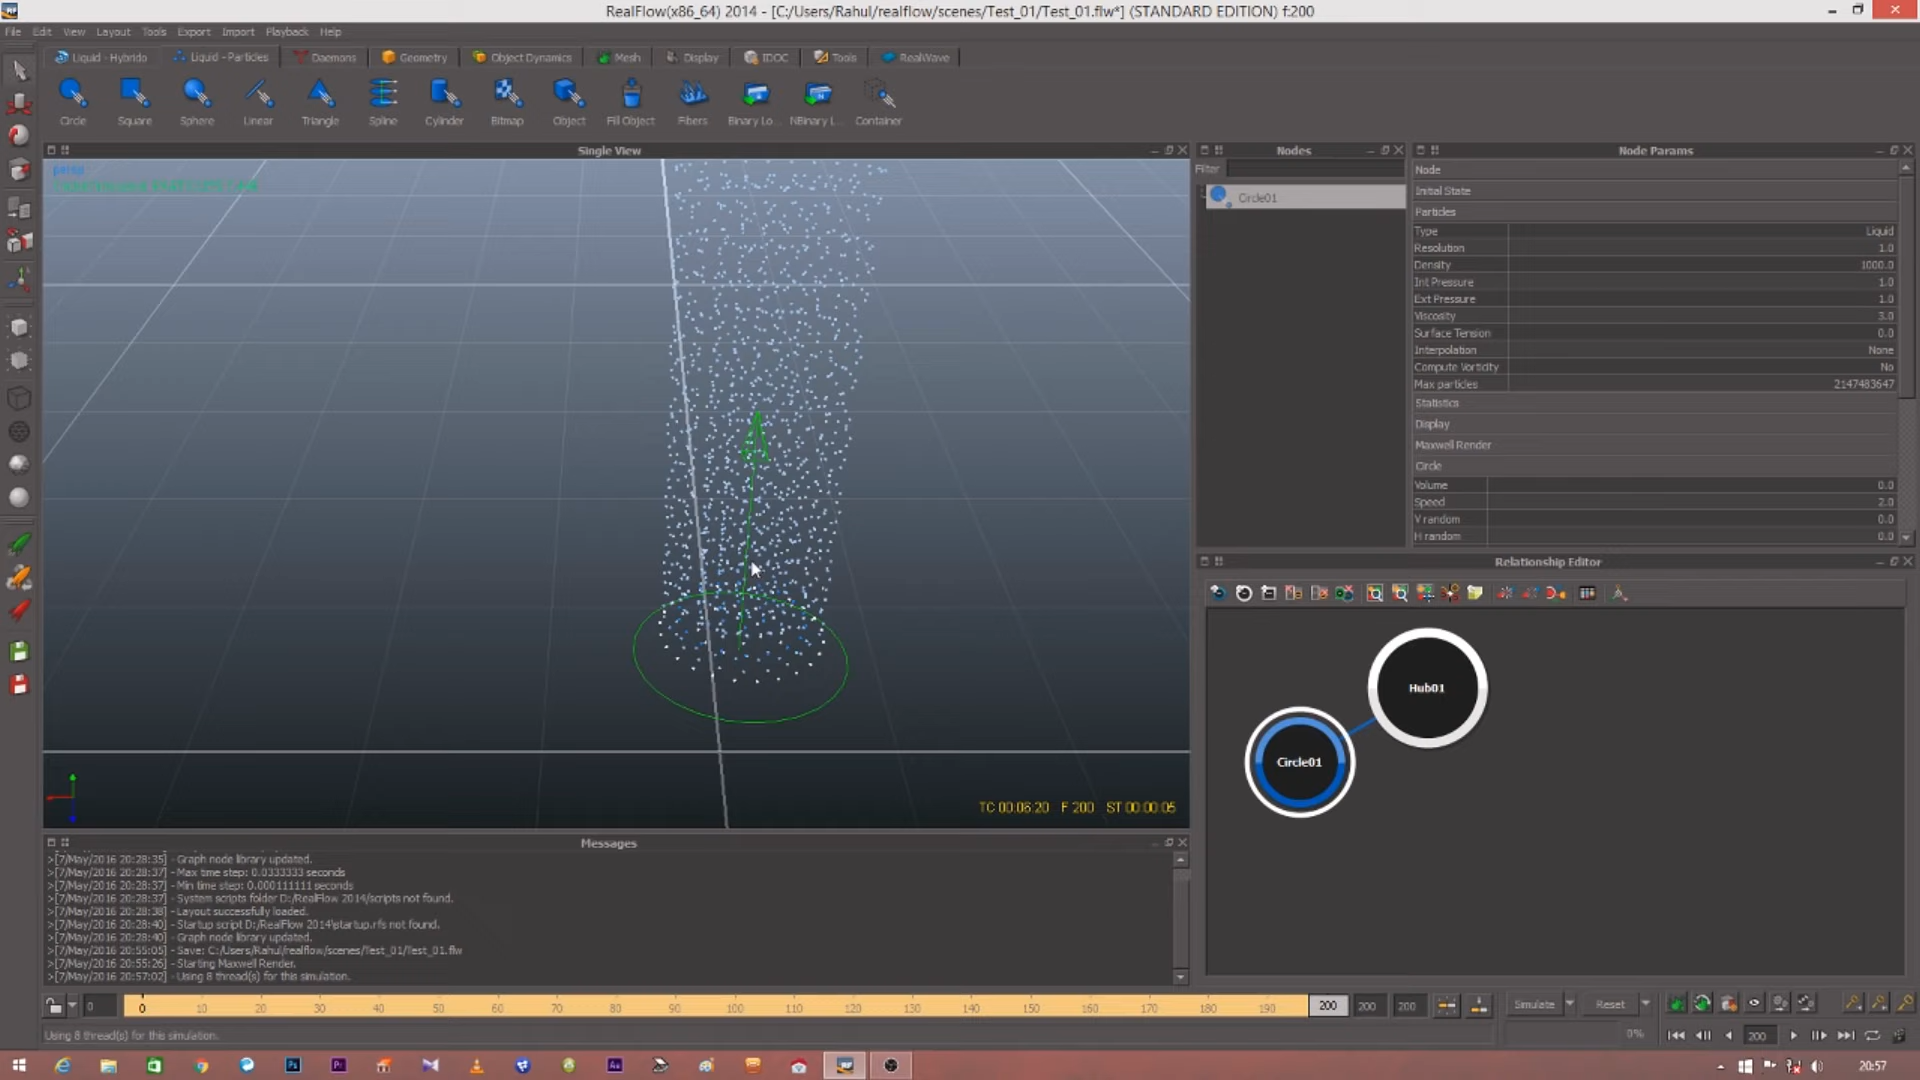 RealFlow(x86_64) 2014 - [C:/Users/Rahul/realflow/scenes/Test_01/Test_01.flw*] (STANDARD EDITION) f:200
File Edit View Layout Tools Export Import Playback Help
Liquid - Hybrido Liquid - Particles Daemons Geometry Object Dynamics Mesh Display IDOC Tools RealWave
Circle Square Sphere Linear Triangle Spline Cylinder Bitmap Object Fill Object Fibers Binary Lo... NBinary L... Container
Single View
persp
Nodes
Filter
Circle01
Node Params
Node
Initial State
Particles
Type Liquid
Resolution 1.0
Density 1000.0
Int Pressure 1.0
Ext Pressure 1.0
Viscosity 3.0
Surface Tension 0.0
Interpolation None
Compute Vorticity No
Max particles 2147483647
Statistics
Display
Maxwell Render
Circle
Volume 0.0
Speed 2.0
V random 0.0
H random 0.0
Relationship Editor
Hub01
Circle01
TC 00:06:20 F 200 ST 00:00:05
Messages
>[7/May/2016 20:28:35] - Graph node library updated.
>[7/May/2016 20:28:37] - Max time step: 0.0333333 seconds
>[7/May/2016 20:28:37] - Min time step: 0.000111111 seconds
>[7/May/2016 20:28:37] - System scripts folder D:/RealFlow 2014/scripts not found.
>[7/May/2016 20:28:38] - Layout successfully loaded.
>[7/May/2016 20:28:40] - Startup script D:/RealFlow 2014\startup.rfs not found.
>[7/May/2016 20:28:40] - Graph node library updated.
>[7/May/2016 20:55:05] - Save: C:/Users/Rahul/realflow/scenes/Test_01/Test_01.flw
>[7/May/2016 20:55:26] - Starting Maxwell Render.
>[7/May/2016 20:57:02] - Using 8 thread(s) for this simulation.
0 0 10 20 30 40 50 60 70 80 90 100 110 120 130 140 150 160 170 180 190 200 200 200 Simulate Reset
Using 8 thread(s) for this simulation. 0% 200
20:57